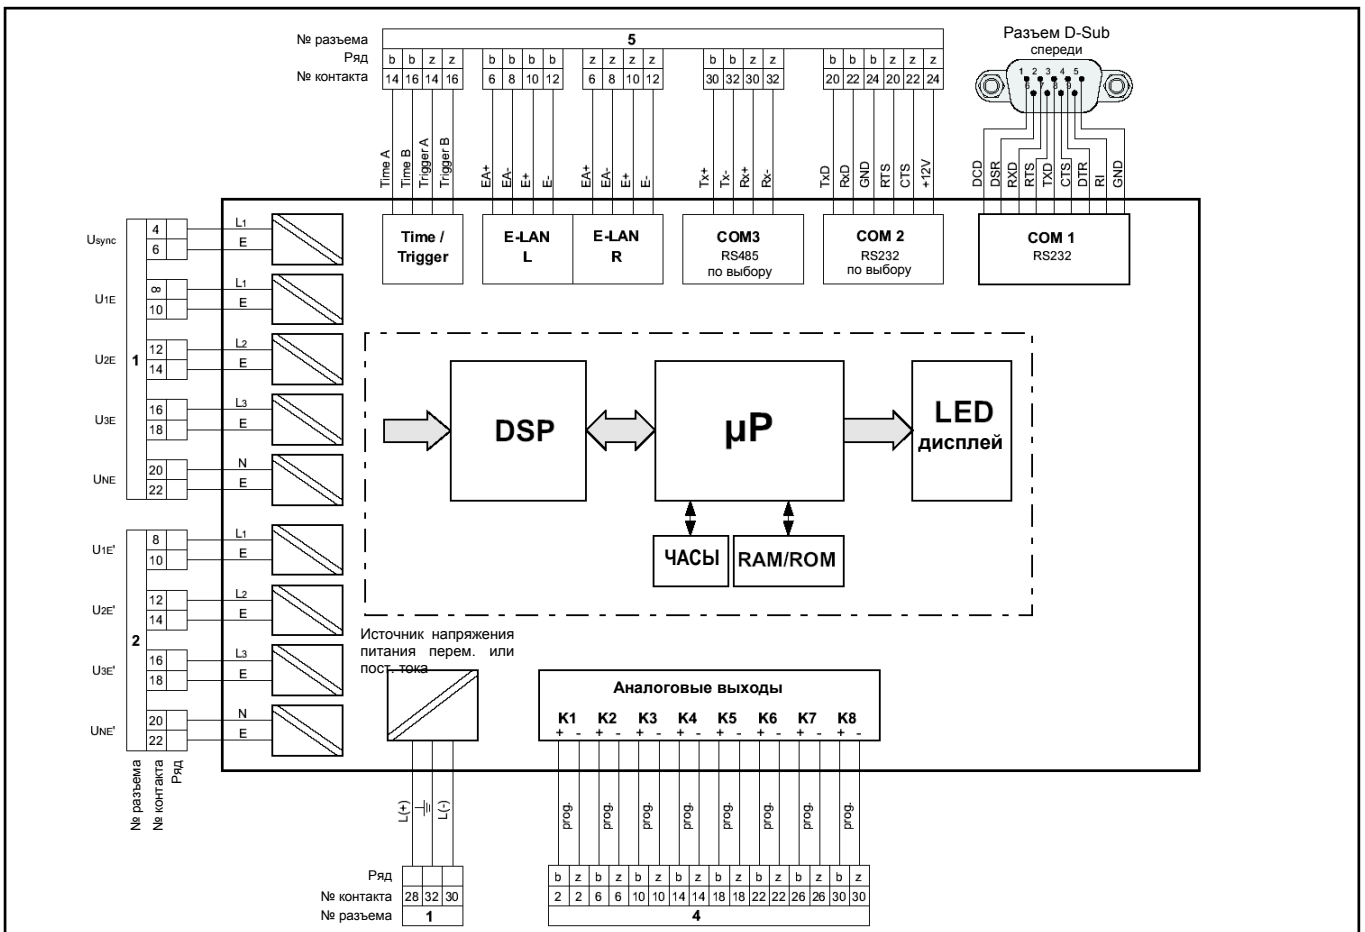 № разъема 5
Ряд b b z z b b b b z z z z b b z z b b b z z z
№ контакта 14 16 14 16 6 8 10 12 6 8 10 12 30 32 30 32 20 22 24 20 22 24
Разъем D-Sub
спереди
1 2 3 4 5
6 7 8 9
Time A Time B Trigger A Trigger B EA+ EA- E+ E- EA+ EA- E+ E- Tx+ Tx- Rx+ Rx- TxD RxD GND RTS CTS +12V DCD DSR RXD RTS TXD CTS DTR RI GND
Time /
Trigger
E-LAN
L
E-LAN
R
COM3
RS485
по выбору
COM 2
RS232
по выбору
COM 1
RS232
Usync 4 L1
6 E
U1E 8 L1
10 E
U2E 1 12 L2
14 E
U3E 16 L3
18 E
UNE 20 N
22 E
U1E' 8 L1
10 E
U2E' 12 L2
14 E
2
U3E' 16 L3
18 E
UNE' 20 N
22 E
№ разъема
№ контакта
Ряд
DSP
µP
LED
дисплей
ЧАСЫ
RAM/ROM
Источник напряжения
питания перем. или
пост. тока
Аналоговые выходы
K1 K2 K3 K4 K5 K6 K7 K8
+ - + - + - + - + - + - + - + -
L(+) L(-)
prog. prog. prog. prog. prog. prog. prog. prog.
Ряд
№ контакта 28 32 30
№ разъема 1
b z b z b z b z b z b z b z b z
2 2 6 6 10 10 14 14 18 18 22 22 26 26 30 30
4